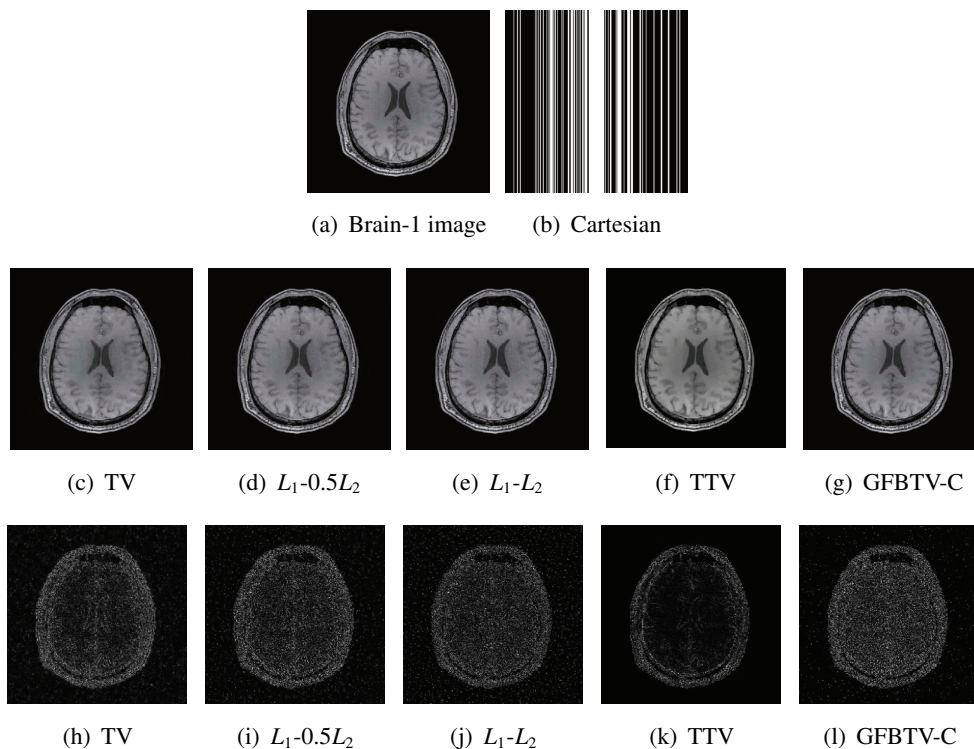 (a) Brain-1 image
(b) Cartesian
(c) TV
(d) L₁-0.5L₂
(e) L₁-L₂
(f) TTV
(g) GFBTV-C
(h) TV
(i) L₁-0.5L₂
(j) L₁-L₂
(k) TTV
(l) GFBTV-C